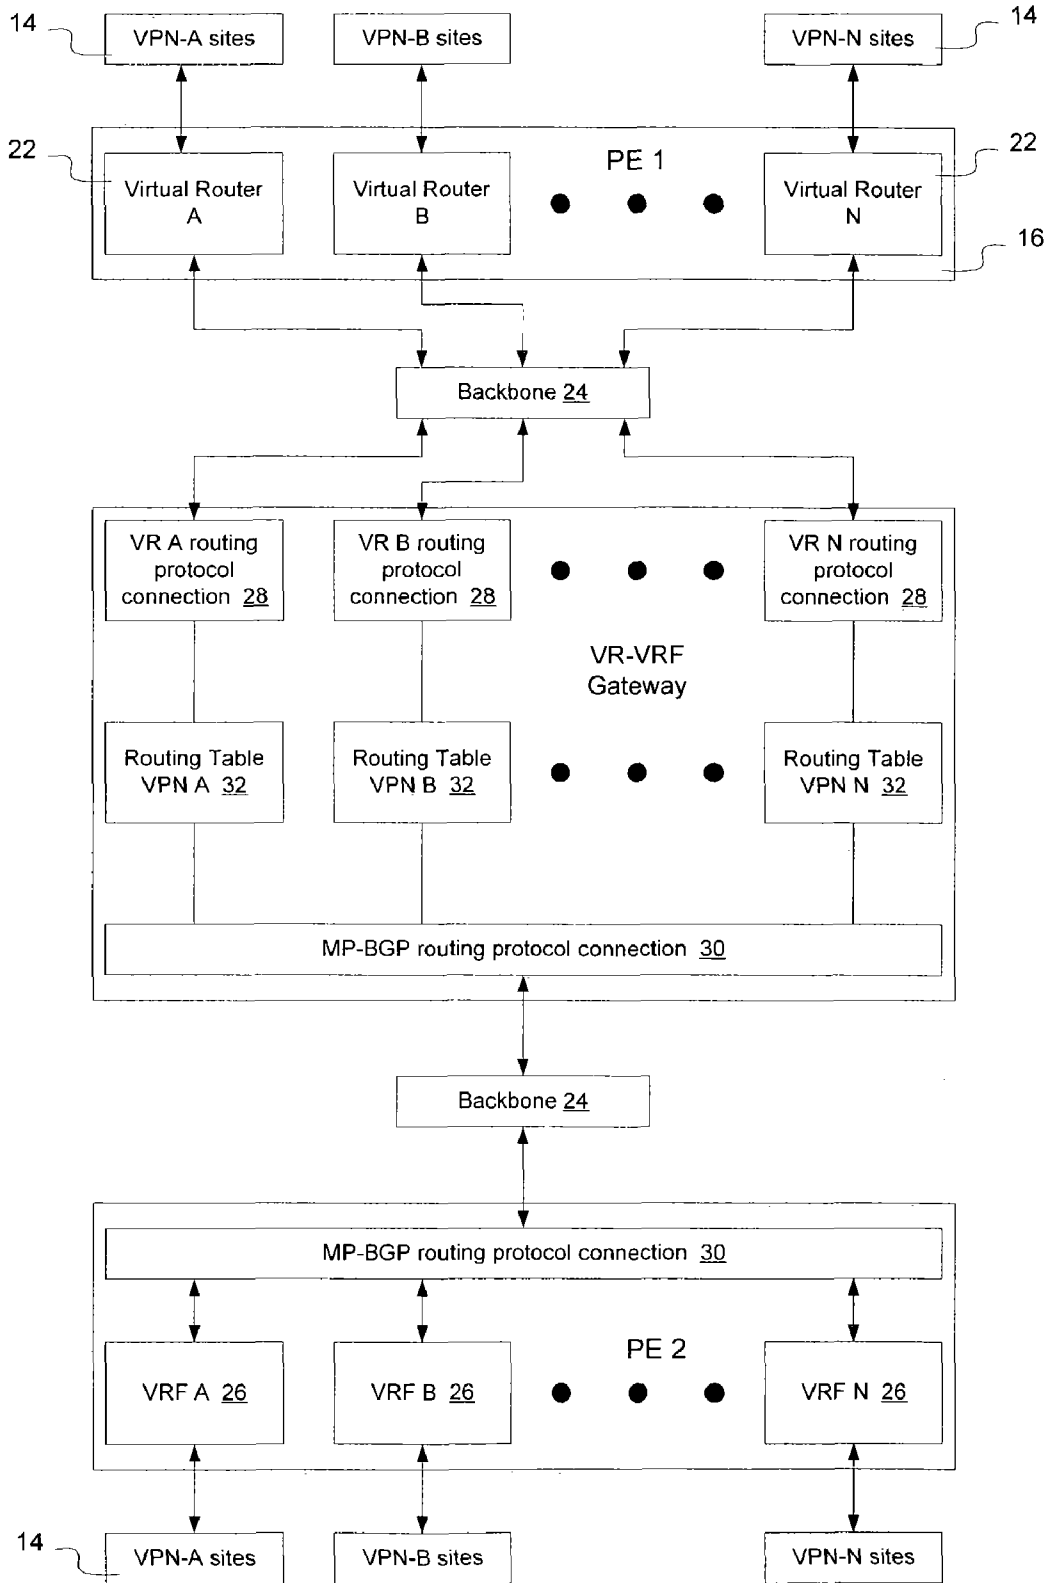 14
VPN-A sites
VPN-B sites
VPN-N sites
14
22
PE 1
22
Virtual Router
A
Virtual Router
B
Virtual Router
N
16
Backbone 24
VR A routing
protocol
connection 28
VR B routing
protocol
connection 28
VR N routing
protocol
connection 28
VR-VRF
Gateway
Routing Table
VPN A 32
Routing Table
VPN B 32
Routing Table
VPN N 32
MP-BGP routing protocol connection 30
Backbone 24
MP-BGP routing protocol connection 30
PE 2
VRF A 26
VRF B 26
VRF N 26
14
VPN-A sites
VPN-B sites
VPN-N sites